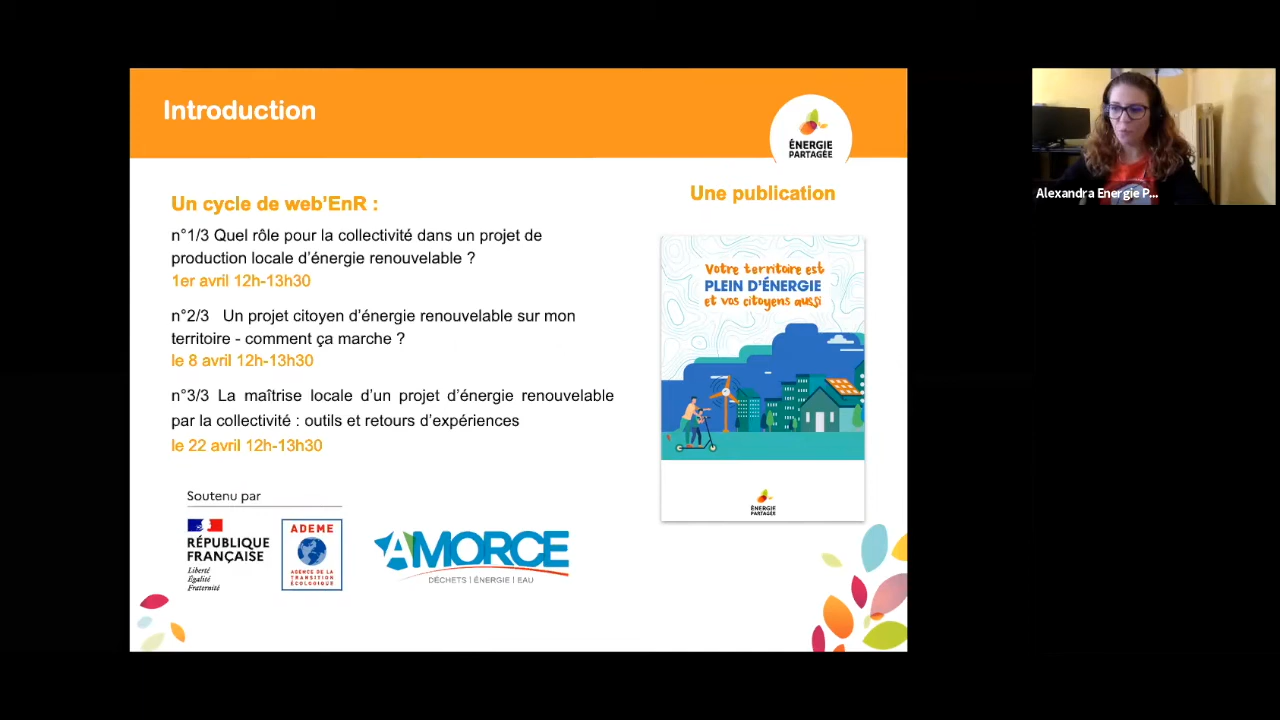 Introduction
ÉNERGIE
PARTAGÉE
Un cycle de web'EnR :
n°1/3 Quel rôle pour la collectivité dans un projet de
production locale d'énergie renouvelable ?
1er avril 12h-13h30
n°2/3 Un projet citoyen d'énergie renouvelable sur mon
territoire - comment ça marche ?
le 8 avril 12h-13h30
n°3/3 La maîtrise locale d'un projet d'énergie renouvelable
par la collectivité : outils et retours d'expériences
le 22 avril 12h-13h30
Une publication
Votre territoire est
PLEIN D'ÉNERGIE
et vos citoyens aussi
ÉNERGIE
PARTAGÉE
Soutenu par
RÉPUBLIQUE
FRANÇAISE
Liberté
Égalité
Fraternité
ADEME
AGENCE DE LA
TRANSITION
ÉCOLOGIQUE
AMORCE
DÉCHETS | ÉNERGIE | EAU
Alexandra Energie P...